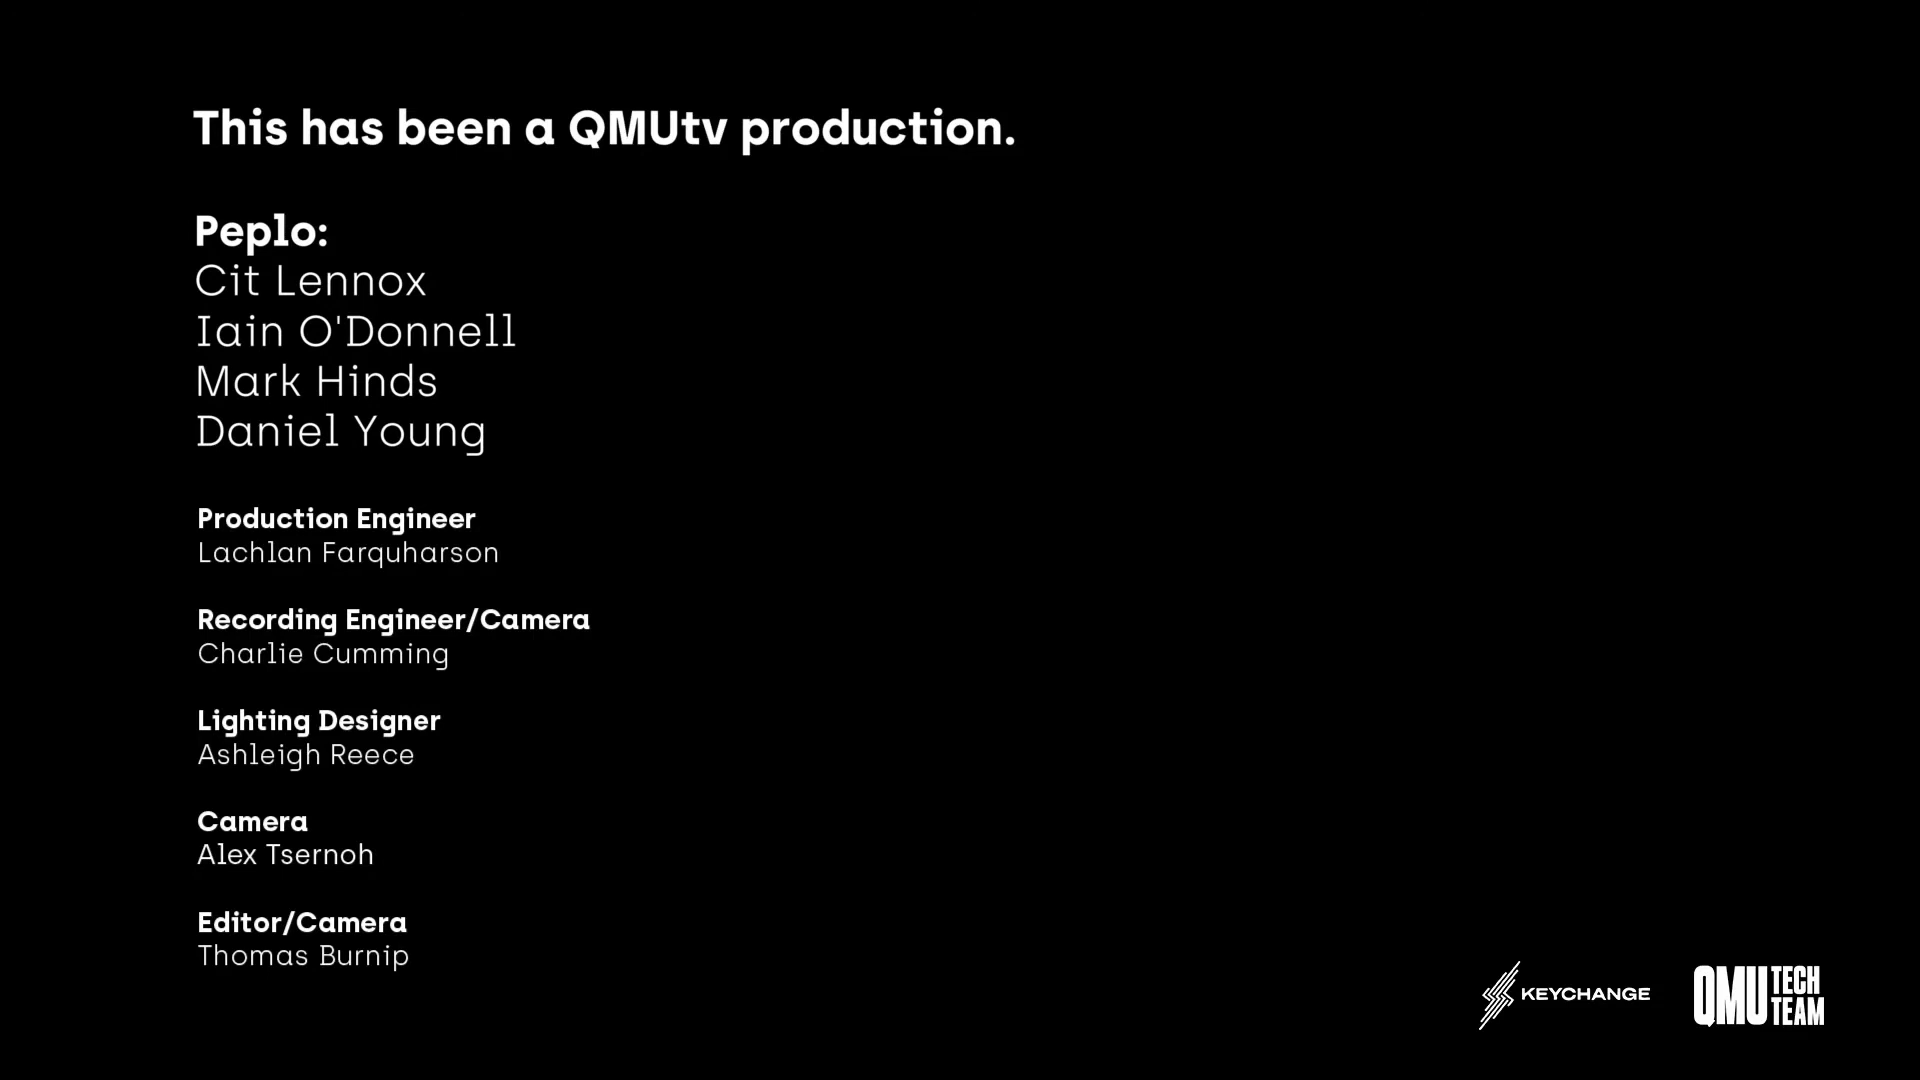 This has been a QMUtv production.
Peplo:
Cit Lennox
Iain O'Donnell
Mark Hinds
Daniel Young
Production Engineer
Lachlan Farquharson
Recording Engineer/Camera
Charlie Cumming
Lighting Designer
Ashleigh Reece
Camera
Alex Tsernoh
Editor/Camera
Thomas Burnip
KEYCHANGE
QMU TECH TEAM